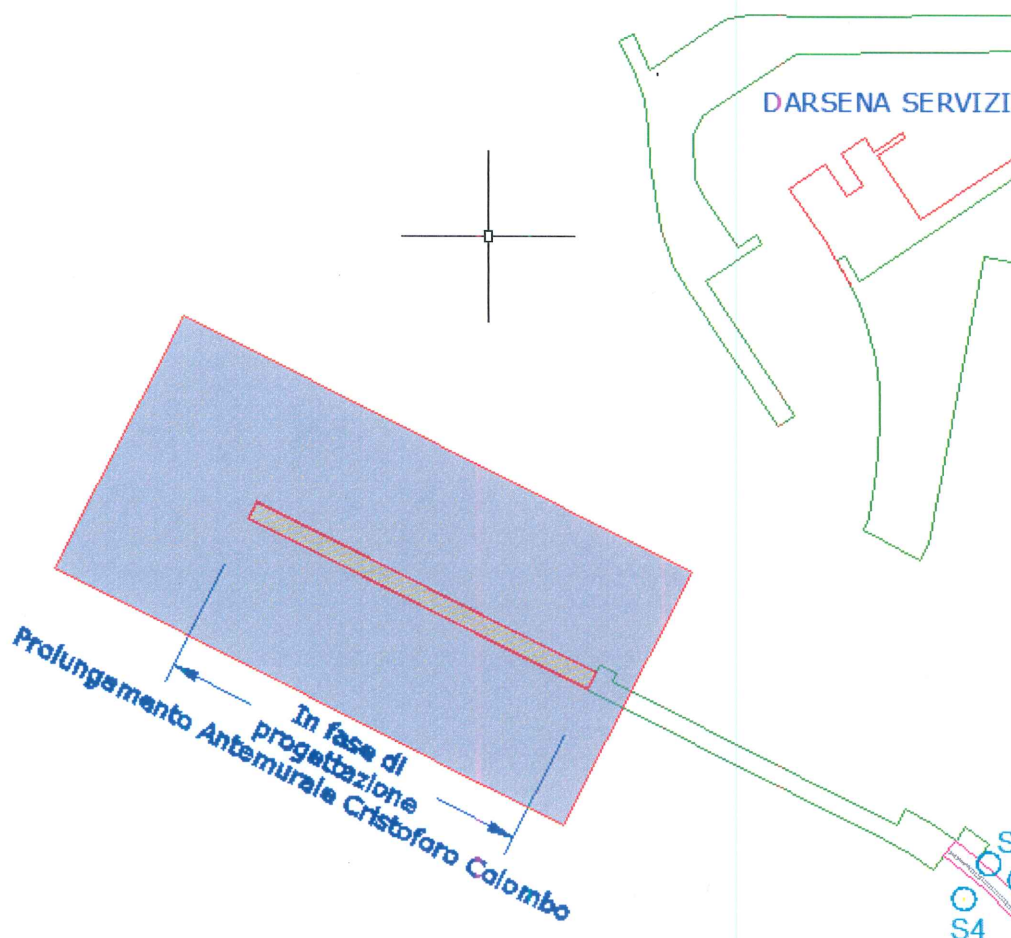 DARSENA SERVIZI
In fase di
progettazione
Prolungamento Antemurale Cristoforo Colombo
S4